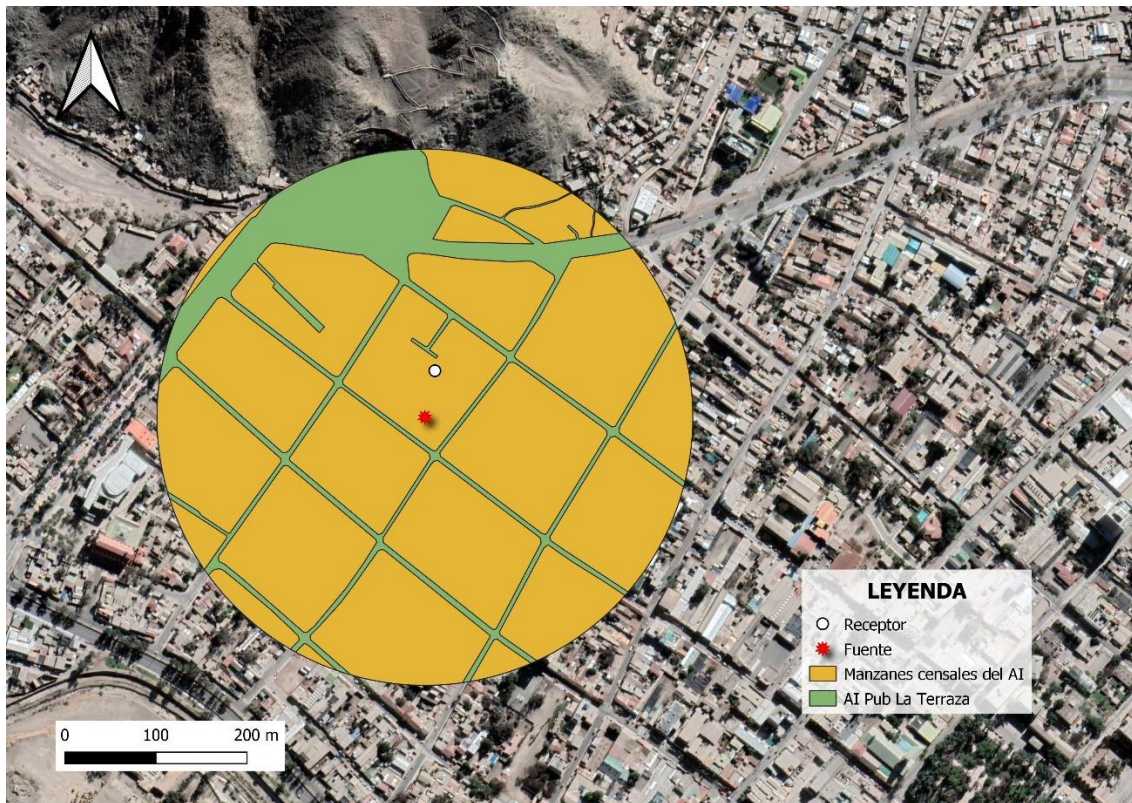 LEYENDA
Receptor
Fuente
Manzanes censales del AI
AI Pub La Terraza
0 100 200 m